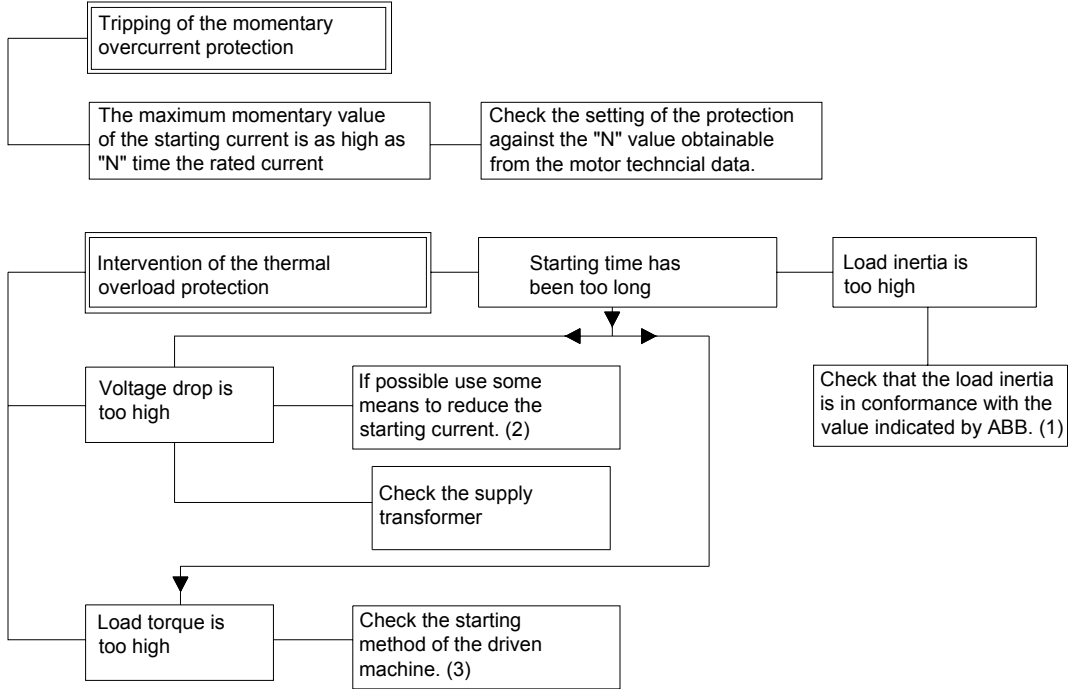 Tripping of the momentary
overcurrent protection
The maximum momentary value
of the starting current is as high as
"N" time the rated current
Check the setting of the protection
against the "N" value obtainable
from the motor techncial data.
Intervention of the thermal
overload protection
Starting time has
been too long
Load inertia is
too high
Voltage drop is
too high
If possible use some
means to reduce the
starting current. (2)
Check that the load inertia
is in conformance with the
value indicated by ABB. (1)
Check the supply
transformer
Load torque is
too high
Check the starting
method of the driven
machine. (3)